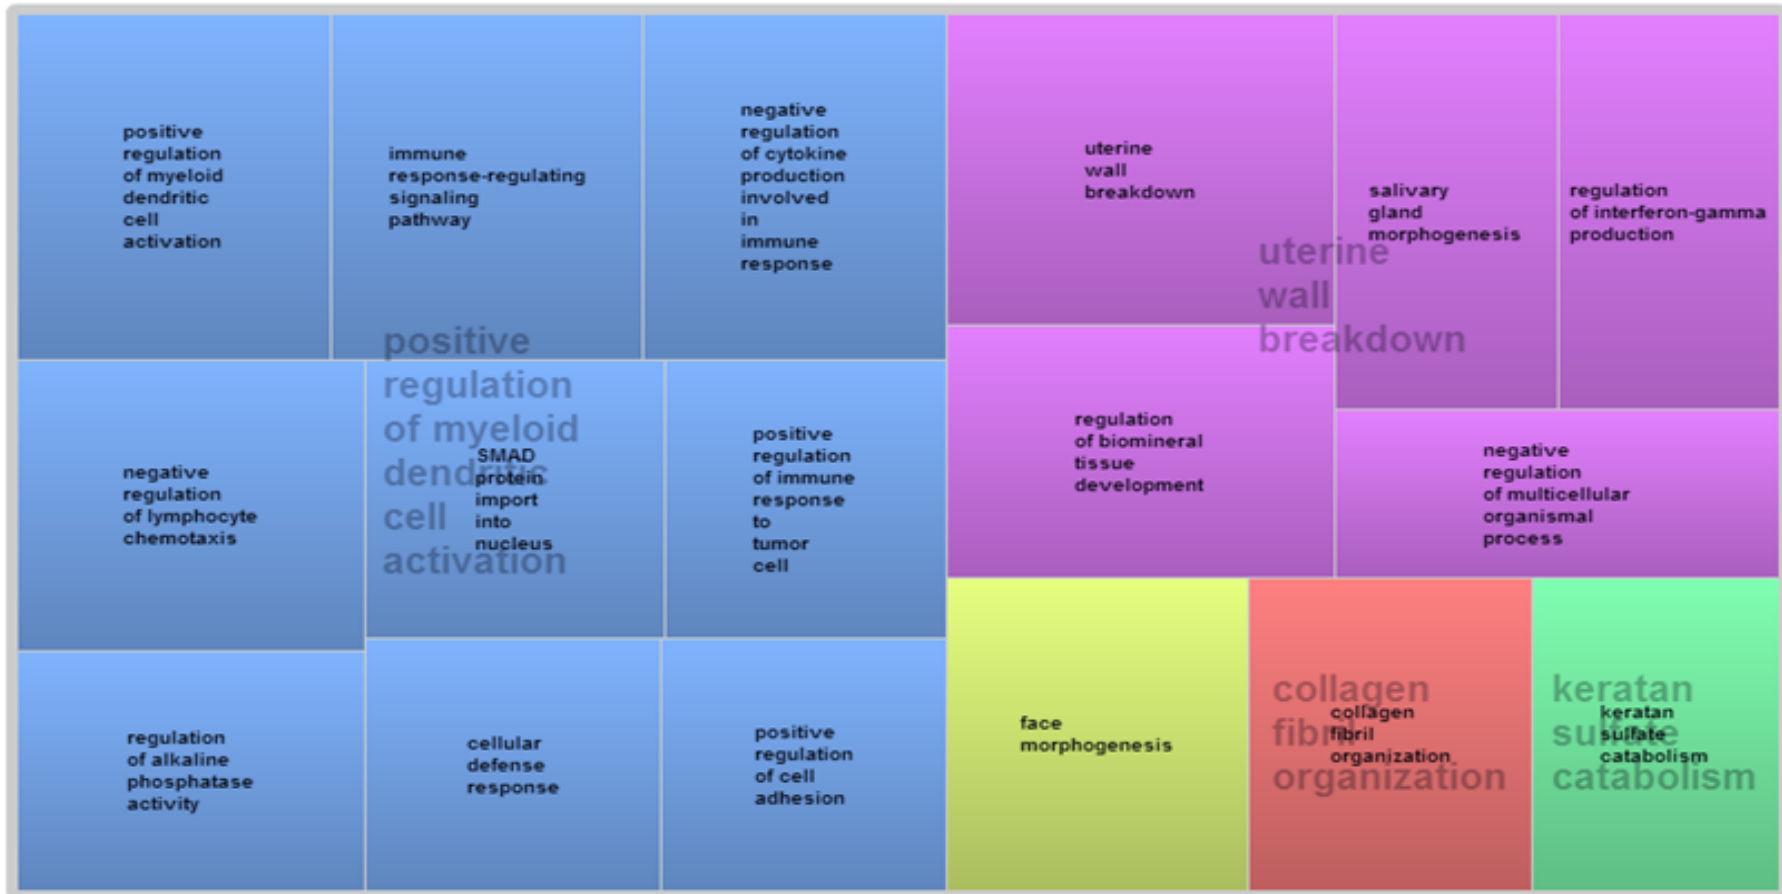 positive
regulation
of myeloid
dendritic
cell
activation
immune
response-regulating
signaling
pathway
negative
regulation
of cytokine
production
involved
in
immune
response
negative
regulation
of lymphocyte
chemotaxis
SMAD
protein
import
into
nucleus
positive
regulation
of immune
response
to
tumor
cell
regulation
of alkaline
phosphatase
activity
cellular
defense
response
positive
regulation
of cell
adhesion
positive
regulation
of myeloid
dendritic
cell
activation
uterine
wall
breakdown
salivary
gland
morphogenesis
regulation
of interferon-gamma
production
regulation
of biomineral
tissue
development
negative
regulation
of multicellular
organismal
process
uterine
wall
breakdown
face
morphogenesis
collagen
fibril
organization
collagen
fibril
organization
keratan
sulfate
catabolism
keratan
sulfate
catabolism